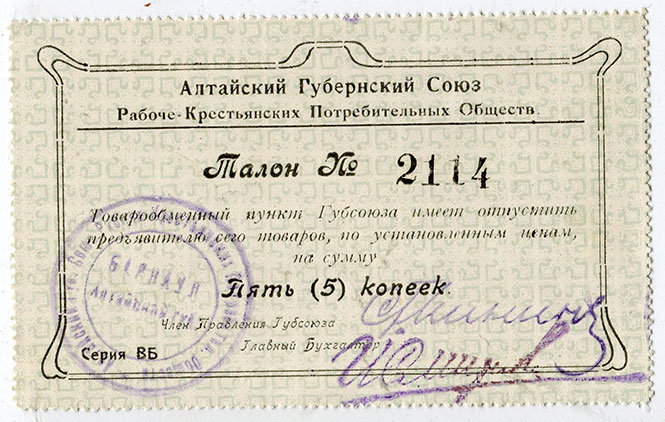 Алтайский Губернский Союз
Рабоче-Крестьянских Потребительных Обществ.
Талон № 2114
Товарообменный пункт Губсоюза имеет отпустить
предъявителю сего товаров, по установленным ценам,
на сумму
Пять (5) копеек.
Член Правления Губсоюза
Главный Бухгалтер
Серия ВБ
БАРНАУЛ